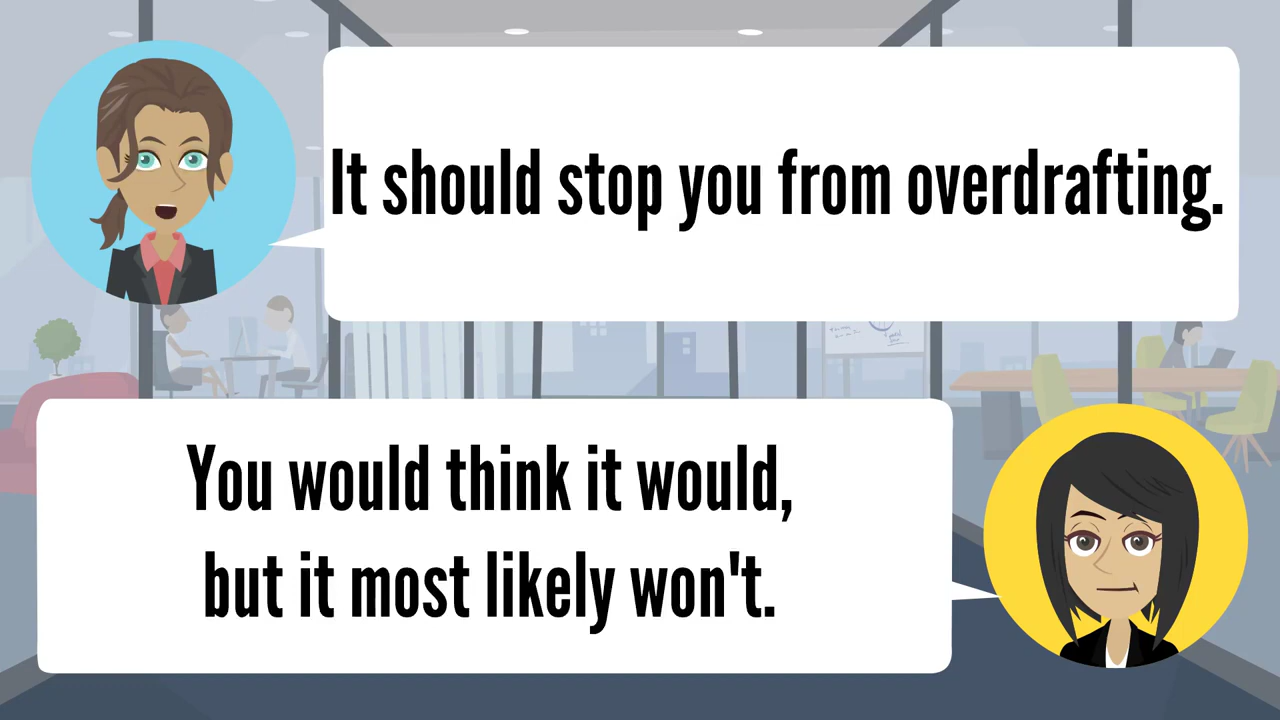 It should stop you from overdrafting.
You would think it would,
but it most likely won't.